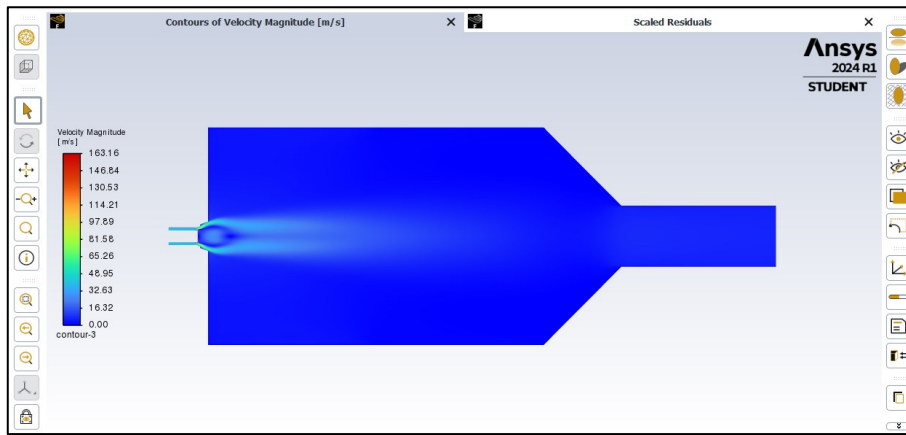 Contours of Velocity Magnitude [m/s]
Scaled Residuals
Ansys
2024 R1
STUDENT
Velocity Magnitude
[m/s]
163.16
146.84
130.53
114.21
97.89
81.58
65.26
48.95
32.63
16.32
0.00
contour-3